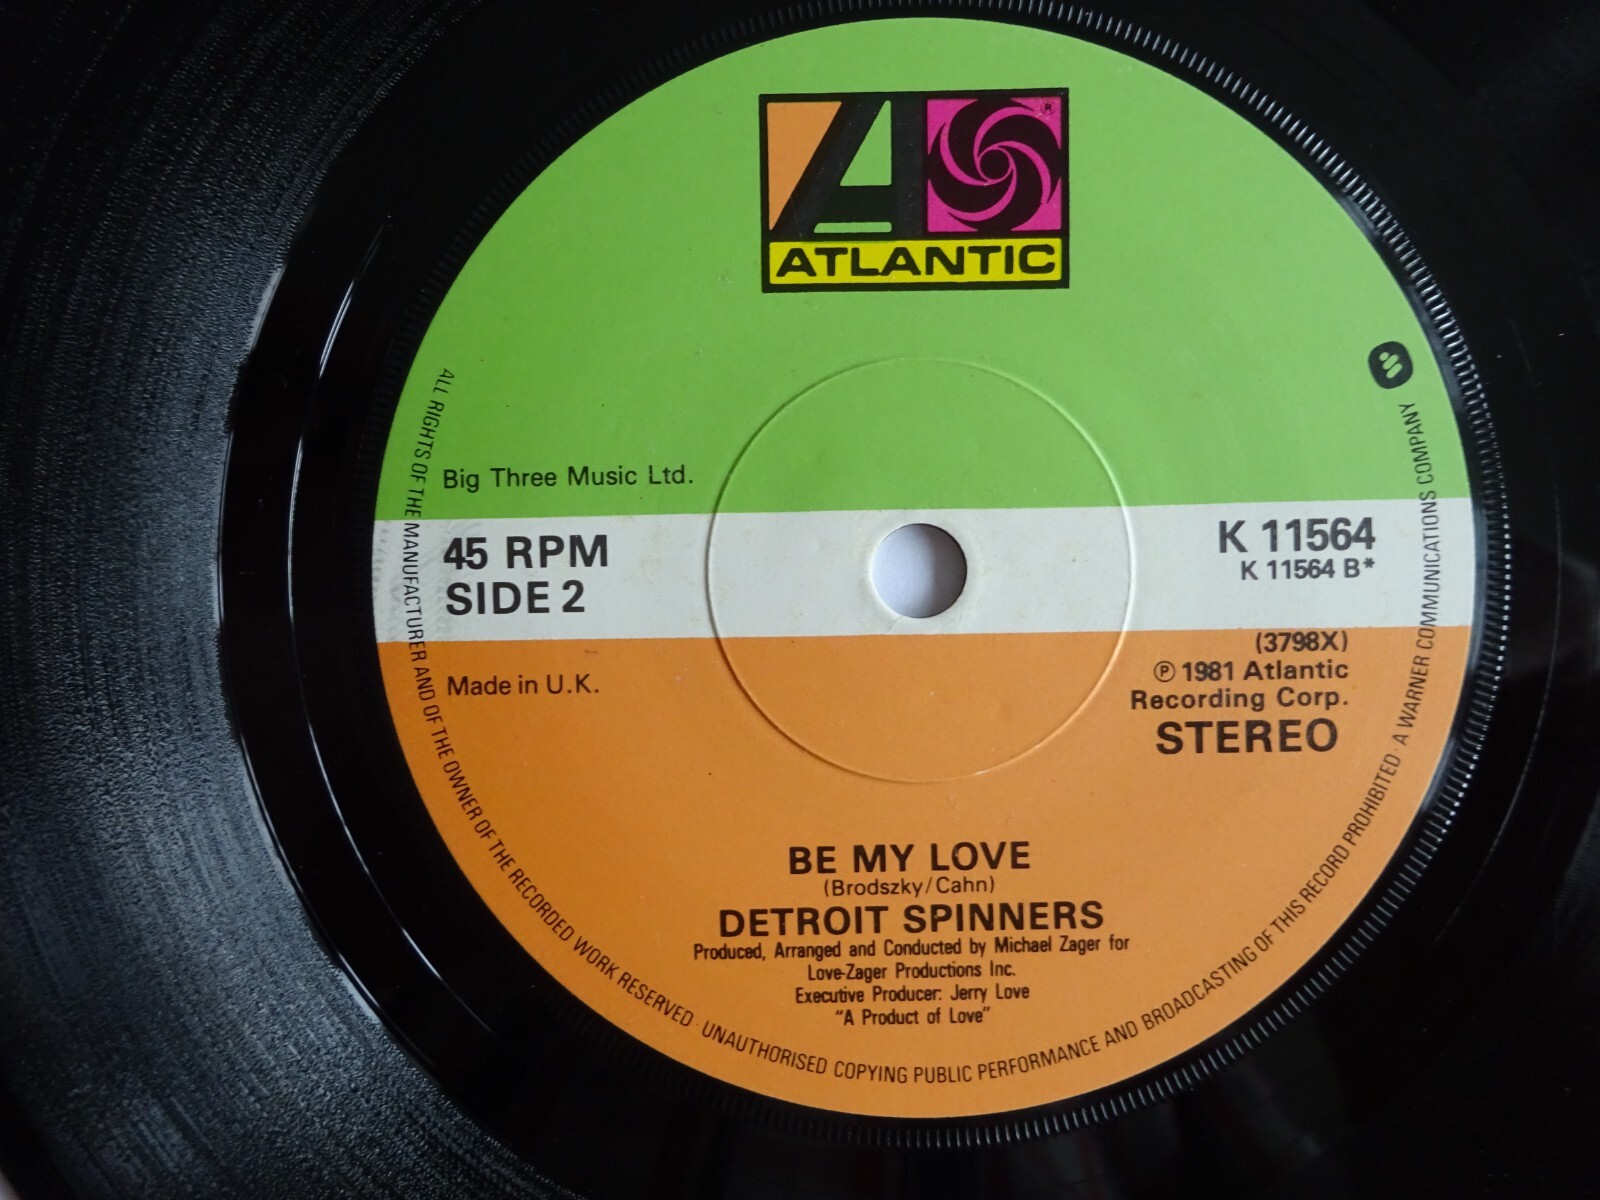 ATLANTIC
®
Big Three Music Ltd.
45 RPM
SIDE 2
K 11564
K 11564 B*
Made in U.K.
(3798X)
℗ 1981 Atlantic
Recording Corp.
STEREO
BE MY LOVE
(Brodszky/Cahn)
DETROIT SPINNERS
Produced, Arranged and Conducted by Michael Zager for
Love-Zager Productions Inc.
Executive Producer: Jerry Love
"A Product of Love"
ALL RIGHTS OF THE MANUFACTURER AND OF THE OWNER OF THE RECORDED WORK RESERVED · UNAUTHORISED COPYING PUBLIC PERFORMANCE AND BROADCASTING OF THIS RECORD PROHIBITED · A WARNER COMMUNICATIONS COMPANY